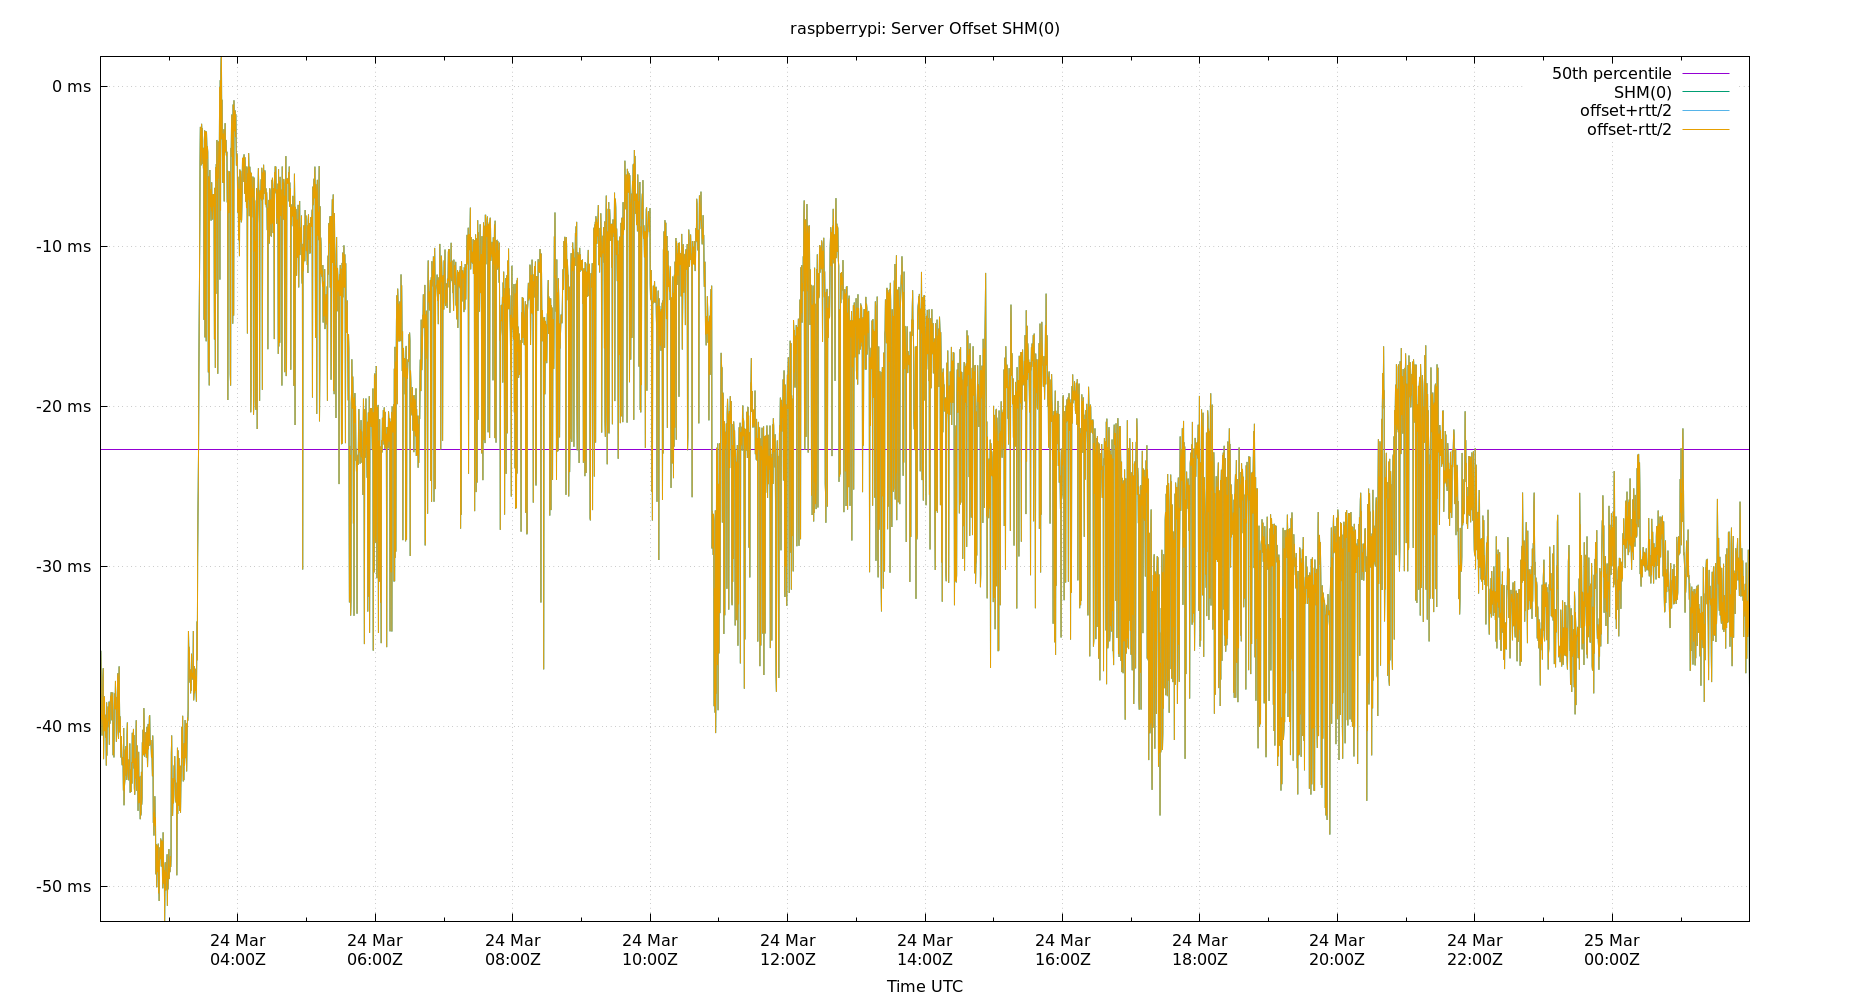 raspberrypi: Server Offset SHM(0)
50th percentile
SHM(0)
offset+rtt/2
offset-rtt/2
0 ms
-10 ms
-20 ms
-30 ms
-40 ms
-50 ms
24 Mar 24 Mar 24 Mar 24 Mar 24 Mar 24 Mar 24 Mar 24 Mar 24 Mar 24 Mar 25 Mar
04:00Z 06:00Z 08:00Z 10:00Z 12:00Z 14:00Z 16:00Z 18:00Z 20:00Z 22:00Z 00:00Z
Time UTC